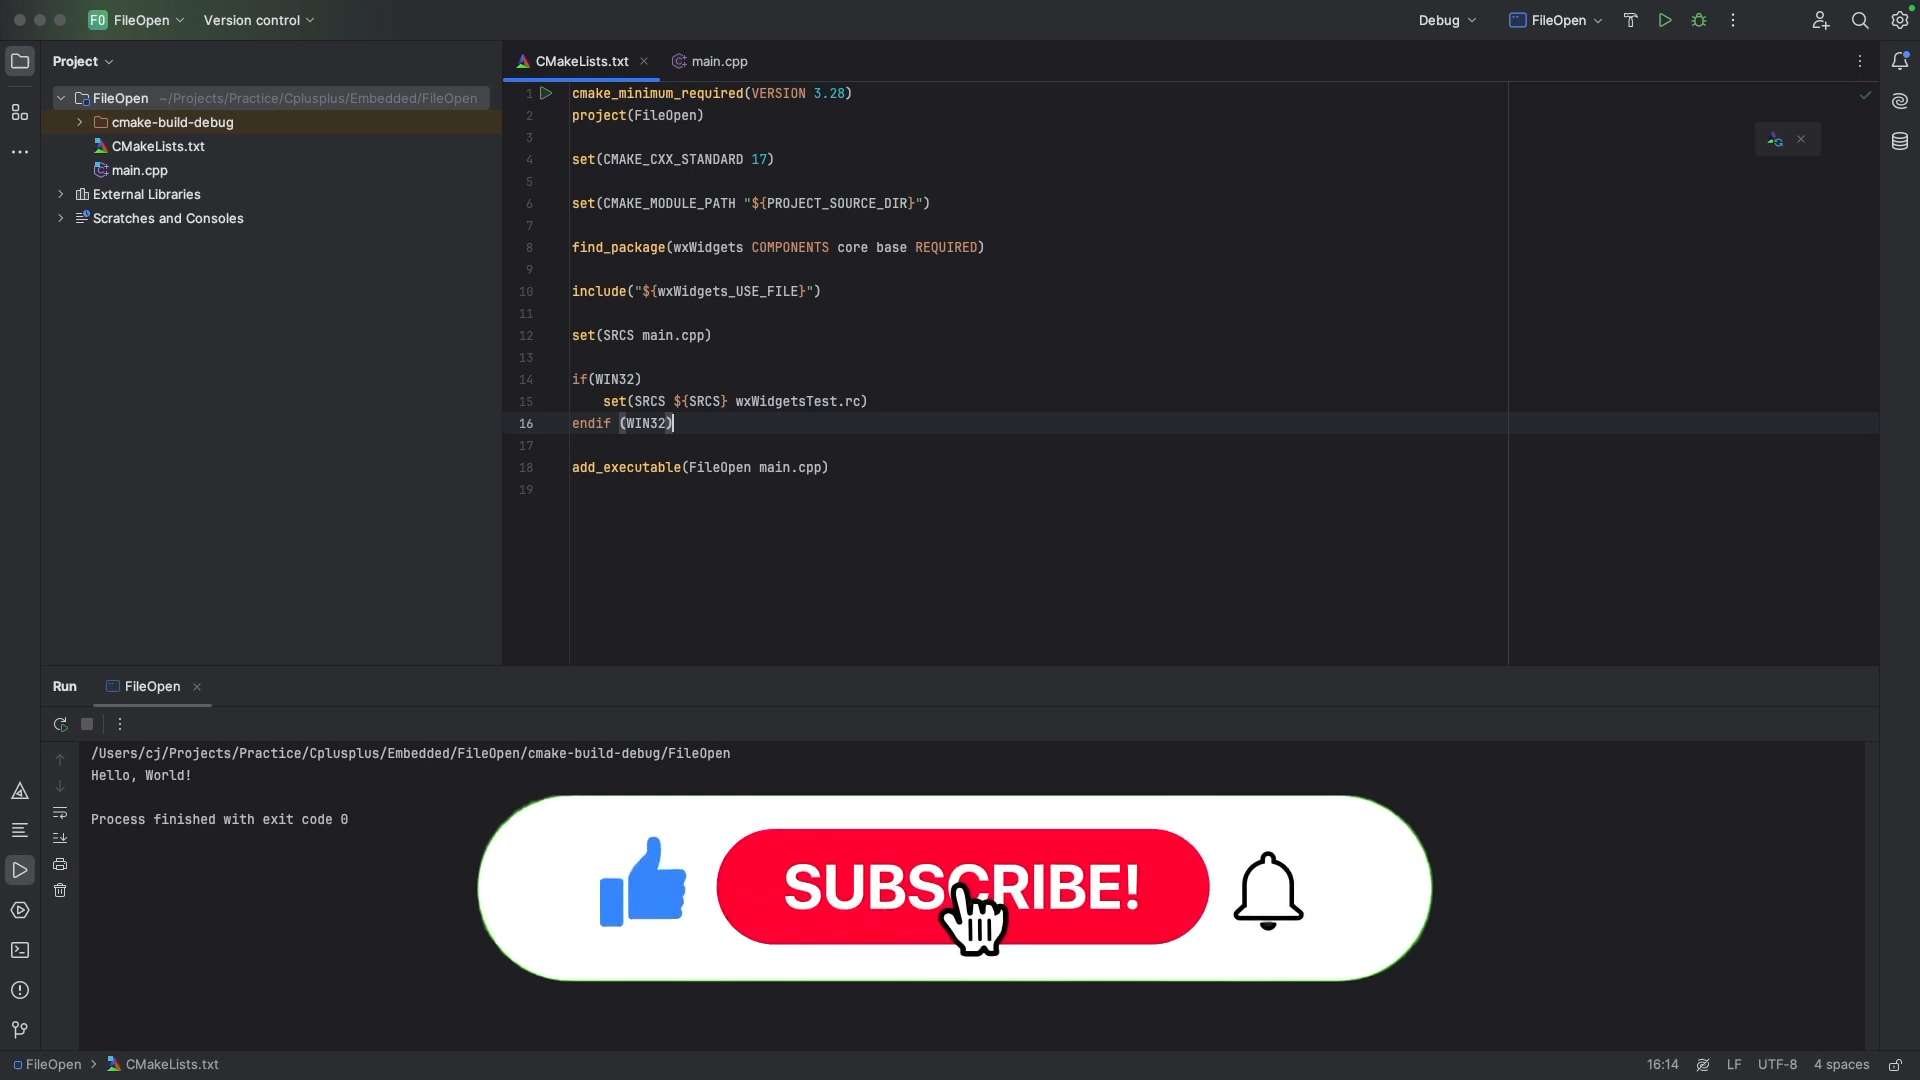 FO FileOpen Version control Debug FileOpen
Project
CMakeLists.txt main.cpp
FileOpen ~/Projects/Practice/Cplusplus/Embedded/FileOpen
cmake-build-debug
CMakeLists.txt
main.cpp
External Libraries
Scratches and Consoles
1 cmake_minimum_required(VERSION 3.28)
2 project(FileOpen)
3
4 set(CMAKE_CXX_STANDARD 17)
5
6 set(CMAKE_MODULE_PATH "${PROJECT_SOURCE_DIR}")
7
8 find_package(wxWidgets COMPONENTS core base REQUIRED)
9
10 include("${wxWidgets_USE_FILE}")
11
12 set(SRCS main.cpp)
13
14 if(WIN32)
15 set(SRCS ${SRCS} wxWidgetsTest.rc)
16 endif (WIN32)
17
18 add_executable(FileOpen main.cpp)
19
Run FileOpen
/Users/cj/Projects/Practice/Cplusplus/Embedded/FileOpen/cmake-build-debug/FileOpen
Hello, World!
Process finished with exit code 0
SUBSCRIBE!
FileOpen CMakeLists.txt 16:14 LF UTF-8 4 spaces